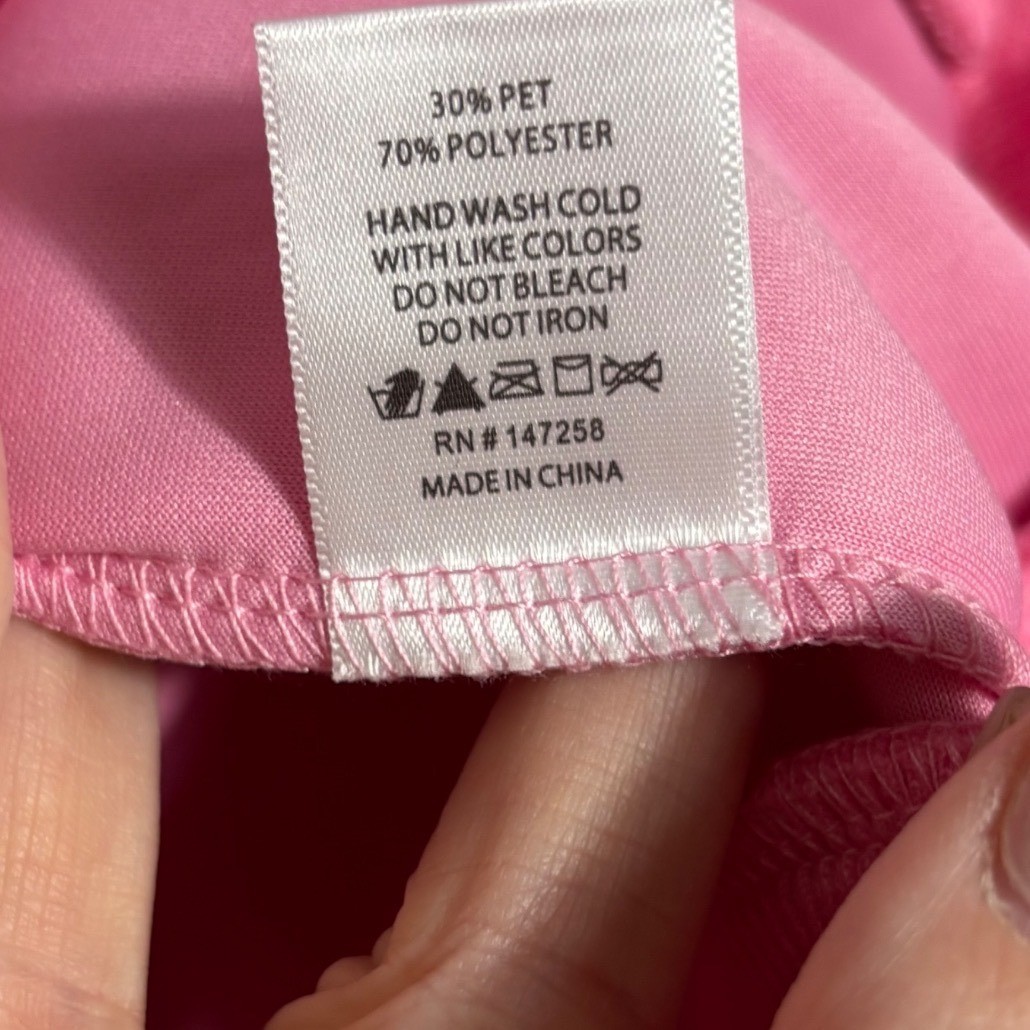 30% PET
70% POLYESTER
HAND WASH COLD
WITH LIKE COLORS
DO NOT BLEACH
DO NOT IRON
RN # 147258
MADE IN CHINA